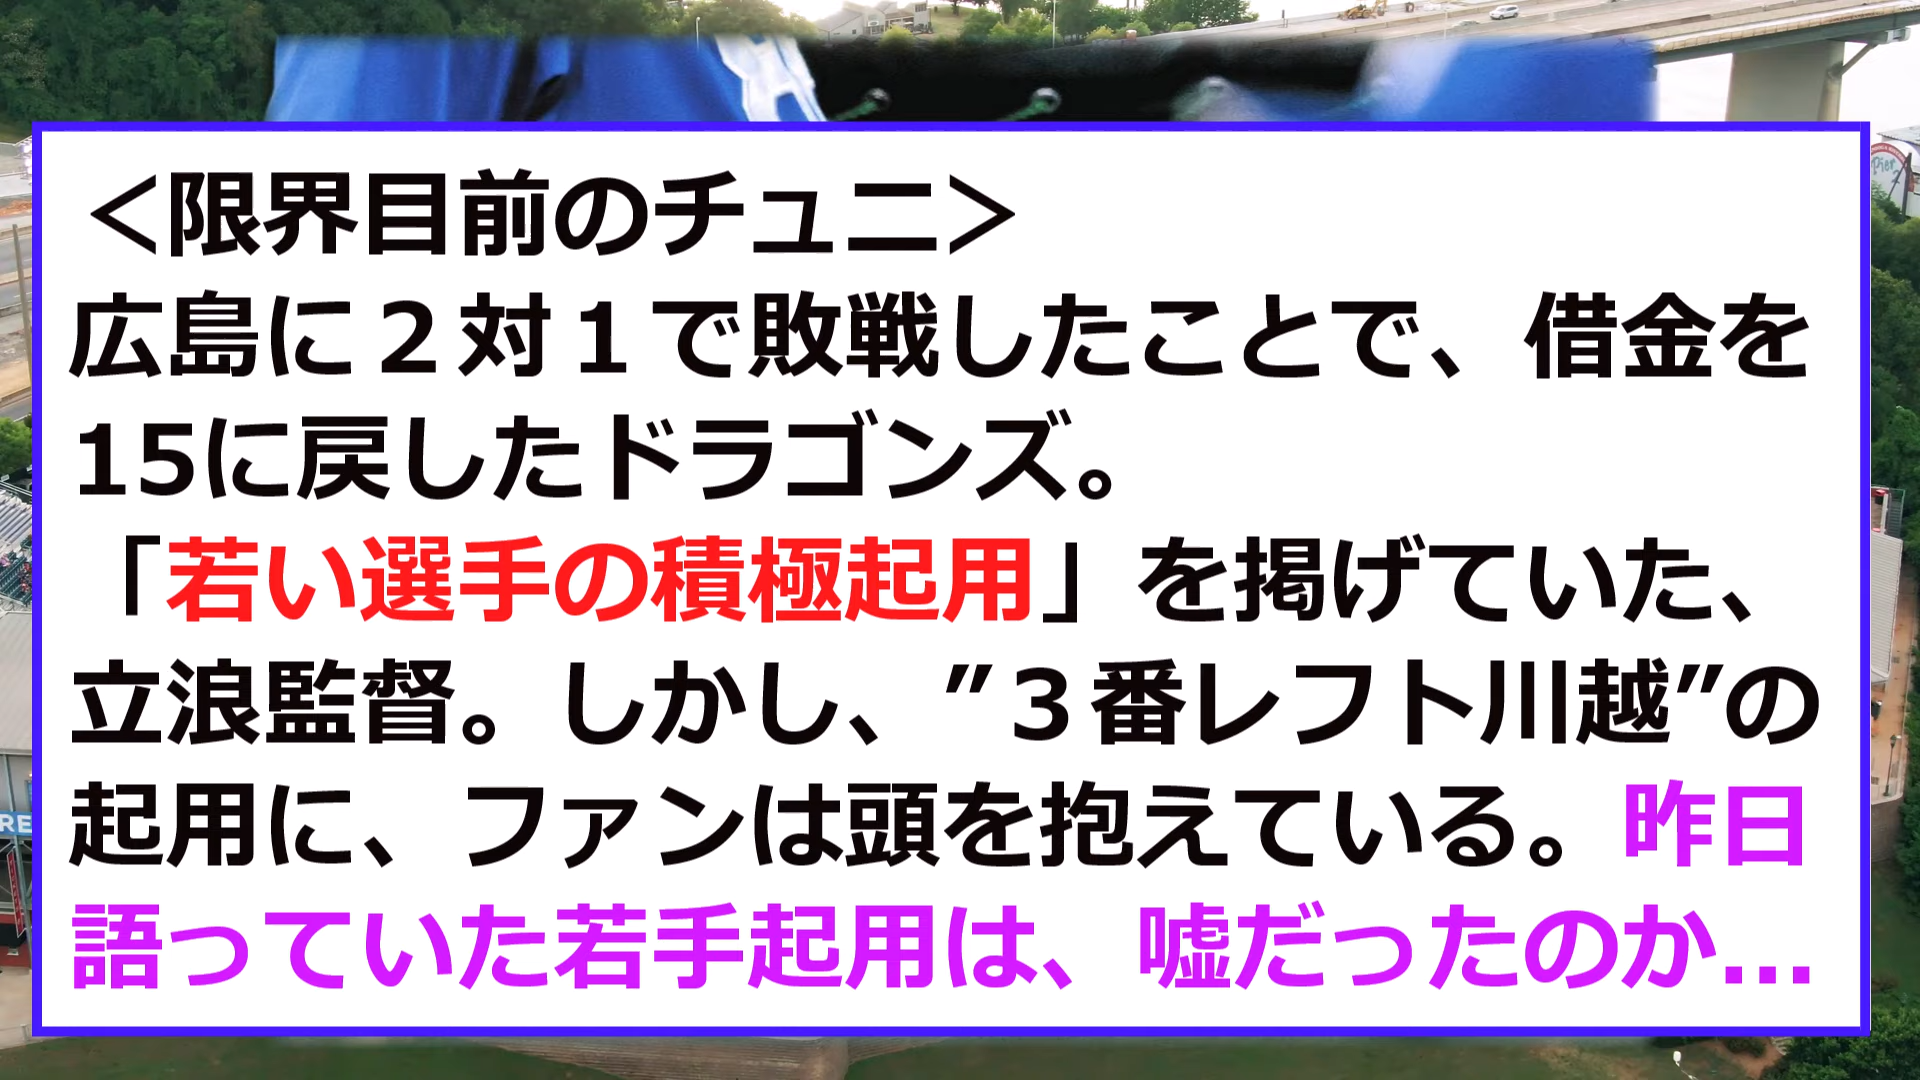 ＜限界目前のチュニ＞
広島に２対１で敗戦したことで、借金を
15に戻したドラゴンズ。
「若い選手の積極起用」を掲げていた、
立浪監督。しかし、”３番レフト川越”の
起用に、ファンは頭を抱えている。昨日
語っていた若手起用は、嘘だったのか...